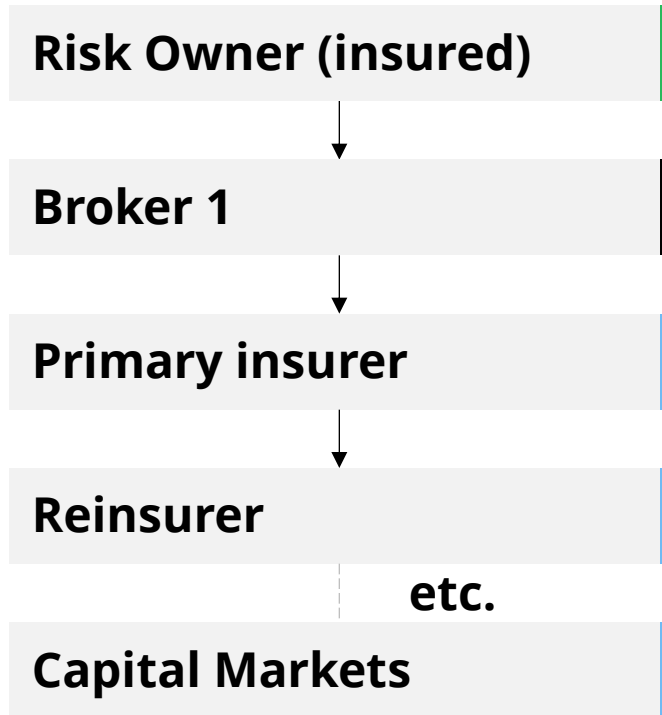 Risk Owner (insured)
Broker 1
Primary insurer
Reinsurer
etc.
Capital Markets